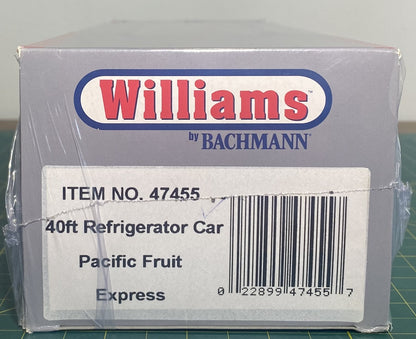 Williams
by BACHMANN
ITEM NO. 47455
40ft Refrigerator Car
Pacific Fruit
Express
0 22899 47455 7